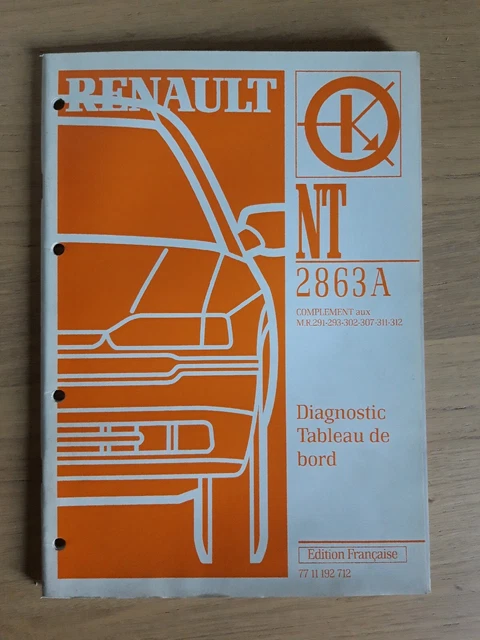 RENAULT
NT
2863A
COMPLEMENT aux
M.R.291-293-302-307-311-312
Diagnostic
Tableau de
bord
Edition Française
77 11 192 712